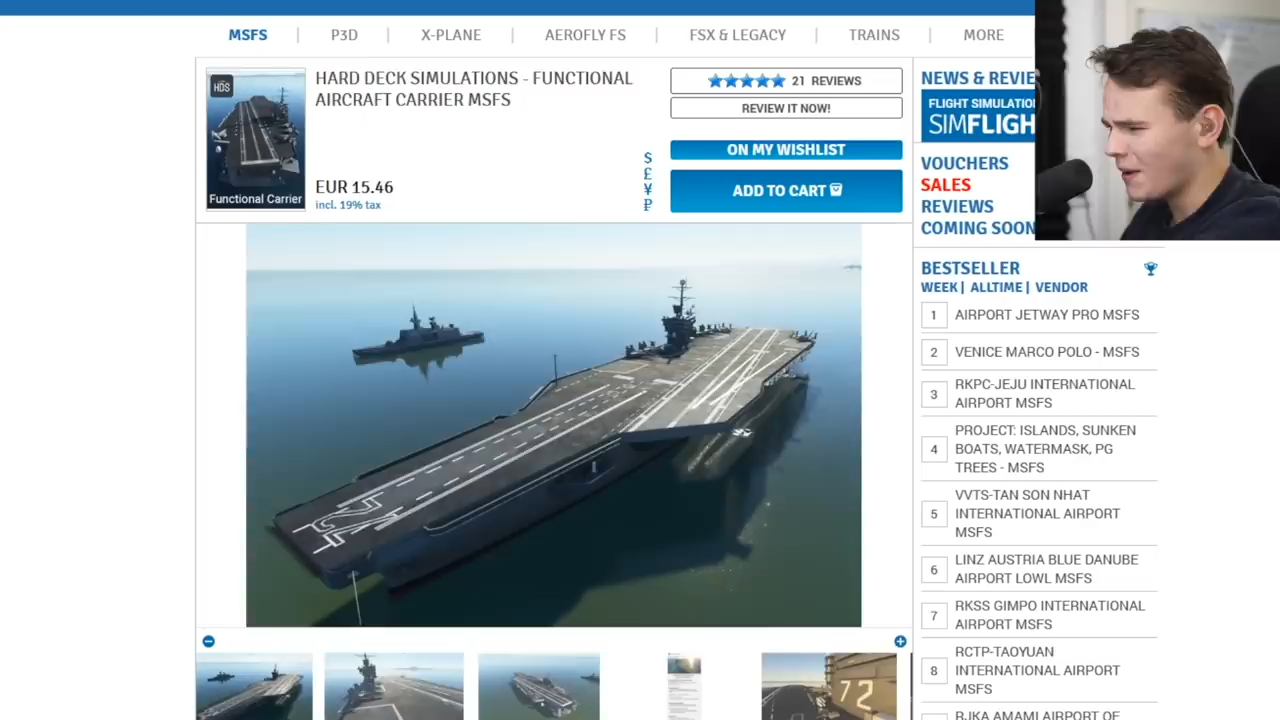 MSFS
P3D
X-PLANE
AEROFLY FS
FSX & LEGACY
TRAINS
MORE
HDS
Functional Carrier
HARD DECK SIMULATIONS - FUNCTIONAL
AIRCRAFT CARRIER MSFS
EUR 15.46
incl. 19% tax
21 REVIEWS
REVIEW IT NOW!
ON MY WISHLIST
$
£
¥
₽
ADD TO CART
72
72
NEWS & REVIE
FLIGHT SIMULATIO
SIMFLIGH
VOUCHERS
SALES
REVIEWS
COMING SOON
BESTSELLER
WEEK | ALLTIME | VENDOR
1 AIRPORT JETWAY PRO MSFS
2 VENICE MARCO POLO - MSFS
3 RKPC-JEJU INTERNATIONAL
AIRPORT MSFS
4 PROJECT: ISLANDS, SUNKEN
BOATS, WATERMASK, PG
TREES - MSFS
5 VVTS-TAN SON NHAT
INTERNATIONAL AIRPORT
MSFS
6 LINZ AUSTRIA BLUE DANUBE
AIRPORT LOWL MSFS
7 RKSS GIMPO INTERNATIONAL
AIRPORT MSFS
8 RCTP-TAOYUAN
INTERNATIONAL AIRPORT
MSFS
RJKA AMAMI AIRPORT OF